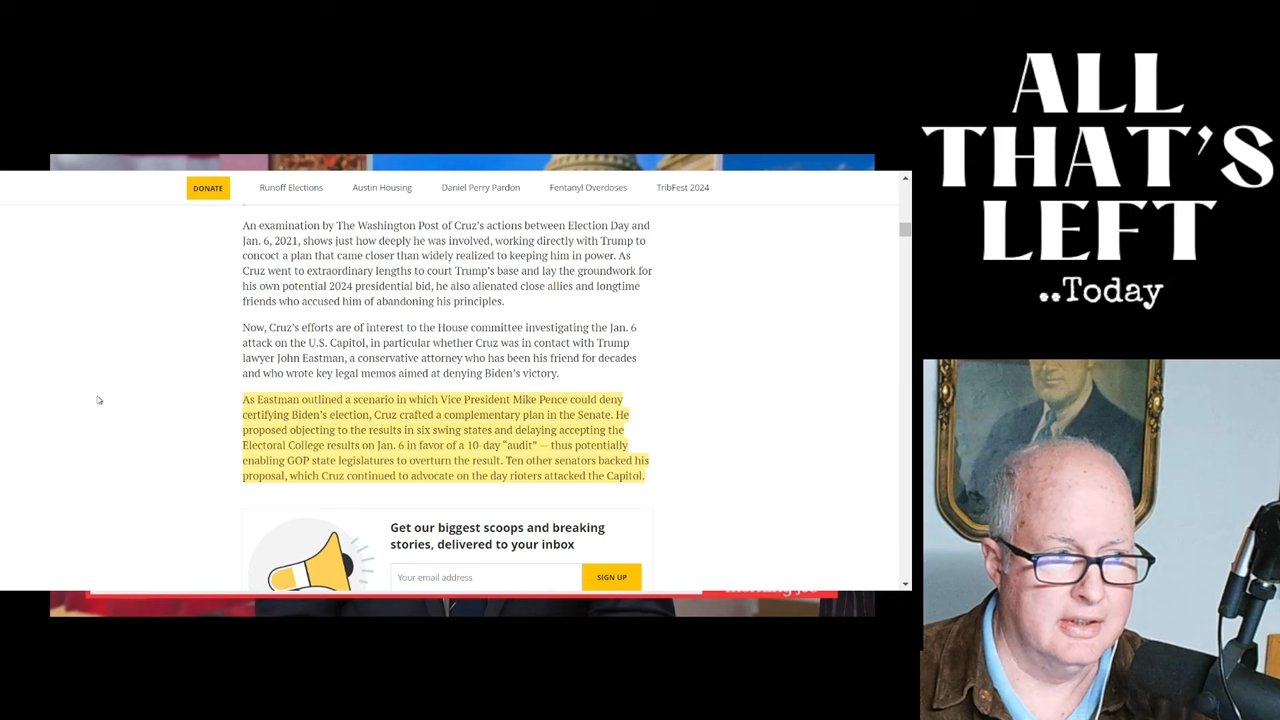 DONATE
Runoff Elections
Austin Housing
Daniel Perry Pardon
Fentanyl Overdoses
TribFest 2024
An examination by The Washington Post of Cruz’s actions between Election Day and
Jan. 6, 2021, shows just how deeply he was involved, working directly with Trump to
concoct a plan that came closer than widely realized to keeping him in power. As
Cruz went to extraordinary lengths to court Trump’s base and lay the groundwork for
his own potential 2024 presidential bid, he also alienated close allies and longtime
friends who accused him of abandoning his principles.
Now, Cruz’s efforts are of interest to the House committee investigating the Jan. 6
attack on the U.S. Capitol, in particular whether Cruz was in contact with Trump
lawyer John Eastman, a conservative attorney who has been his friend for decades
and who wrote key legal memos aimed at denying Biden’s victory.
As Eastman outlined a scenario in which Vice President Mike Pence could deny
certifying Biden’s election, Cruz crafted a complementary plan in the Senate. He
proposed objecting to the results in six swing states and delaying accepting the
Electoral College results on Jan. 6 in favor of a 10-day “audit” — thus potentially
enabling GOP state legislatures to overturn the result. Ten other senators backed his
proposal, which Cruz continued to advocate on the day rioters attacked the Capitol.
Get our biggest scoops and breaking
stories, delivered to your inbox
Your email address
SIGN UP
ALL
THAT'S
LEFT
..Today